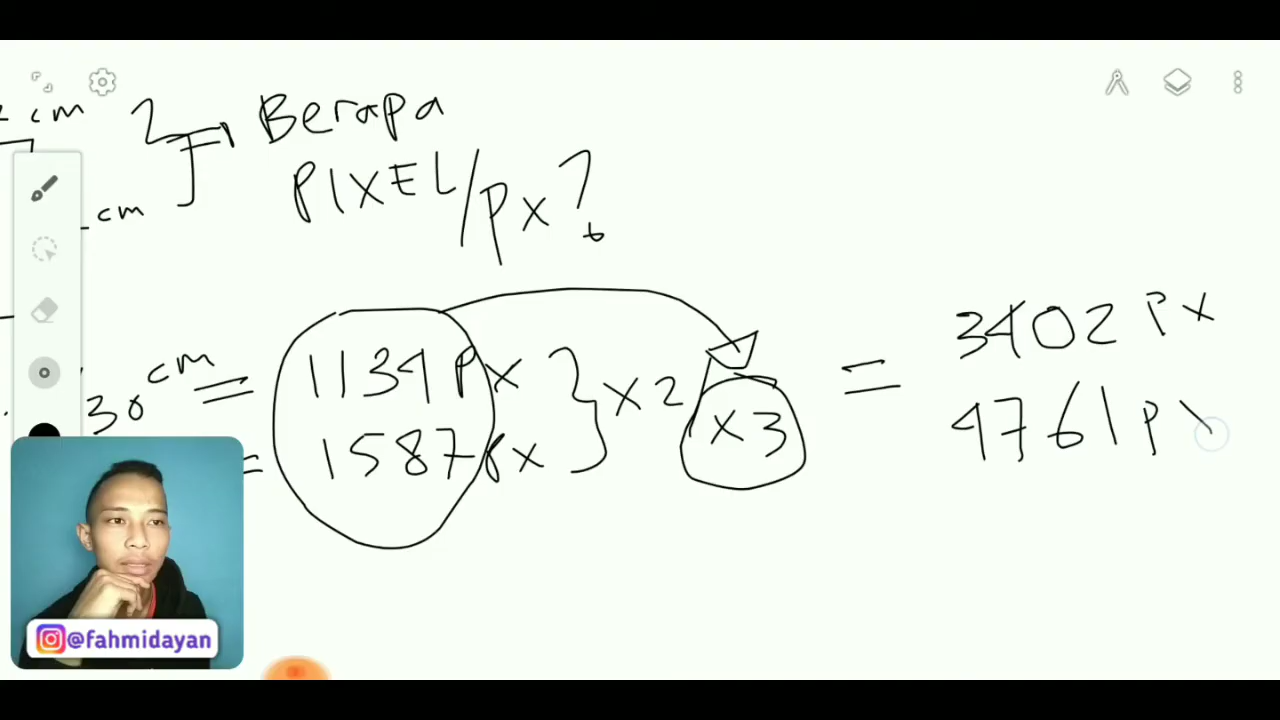 cm 2 Berapa
cm PIXEL/px?
30 cm = 1134 px } x2/x3 = 3402 px
= 1587 px 4761 px
@fahmidayan